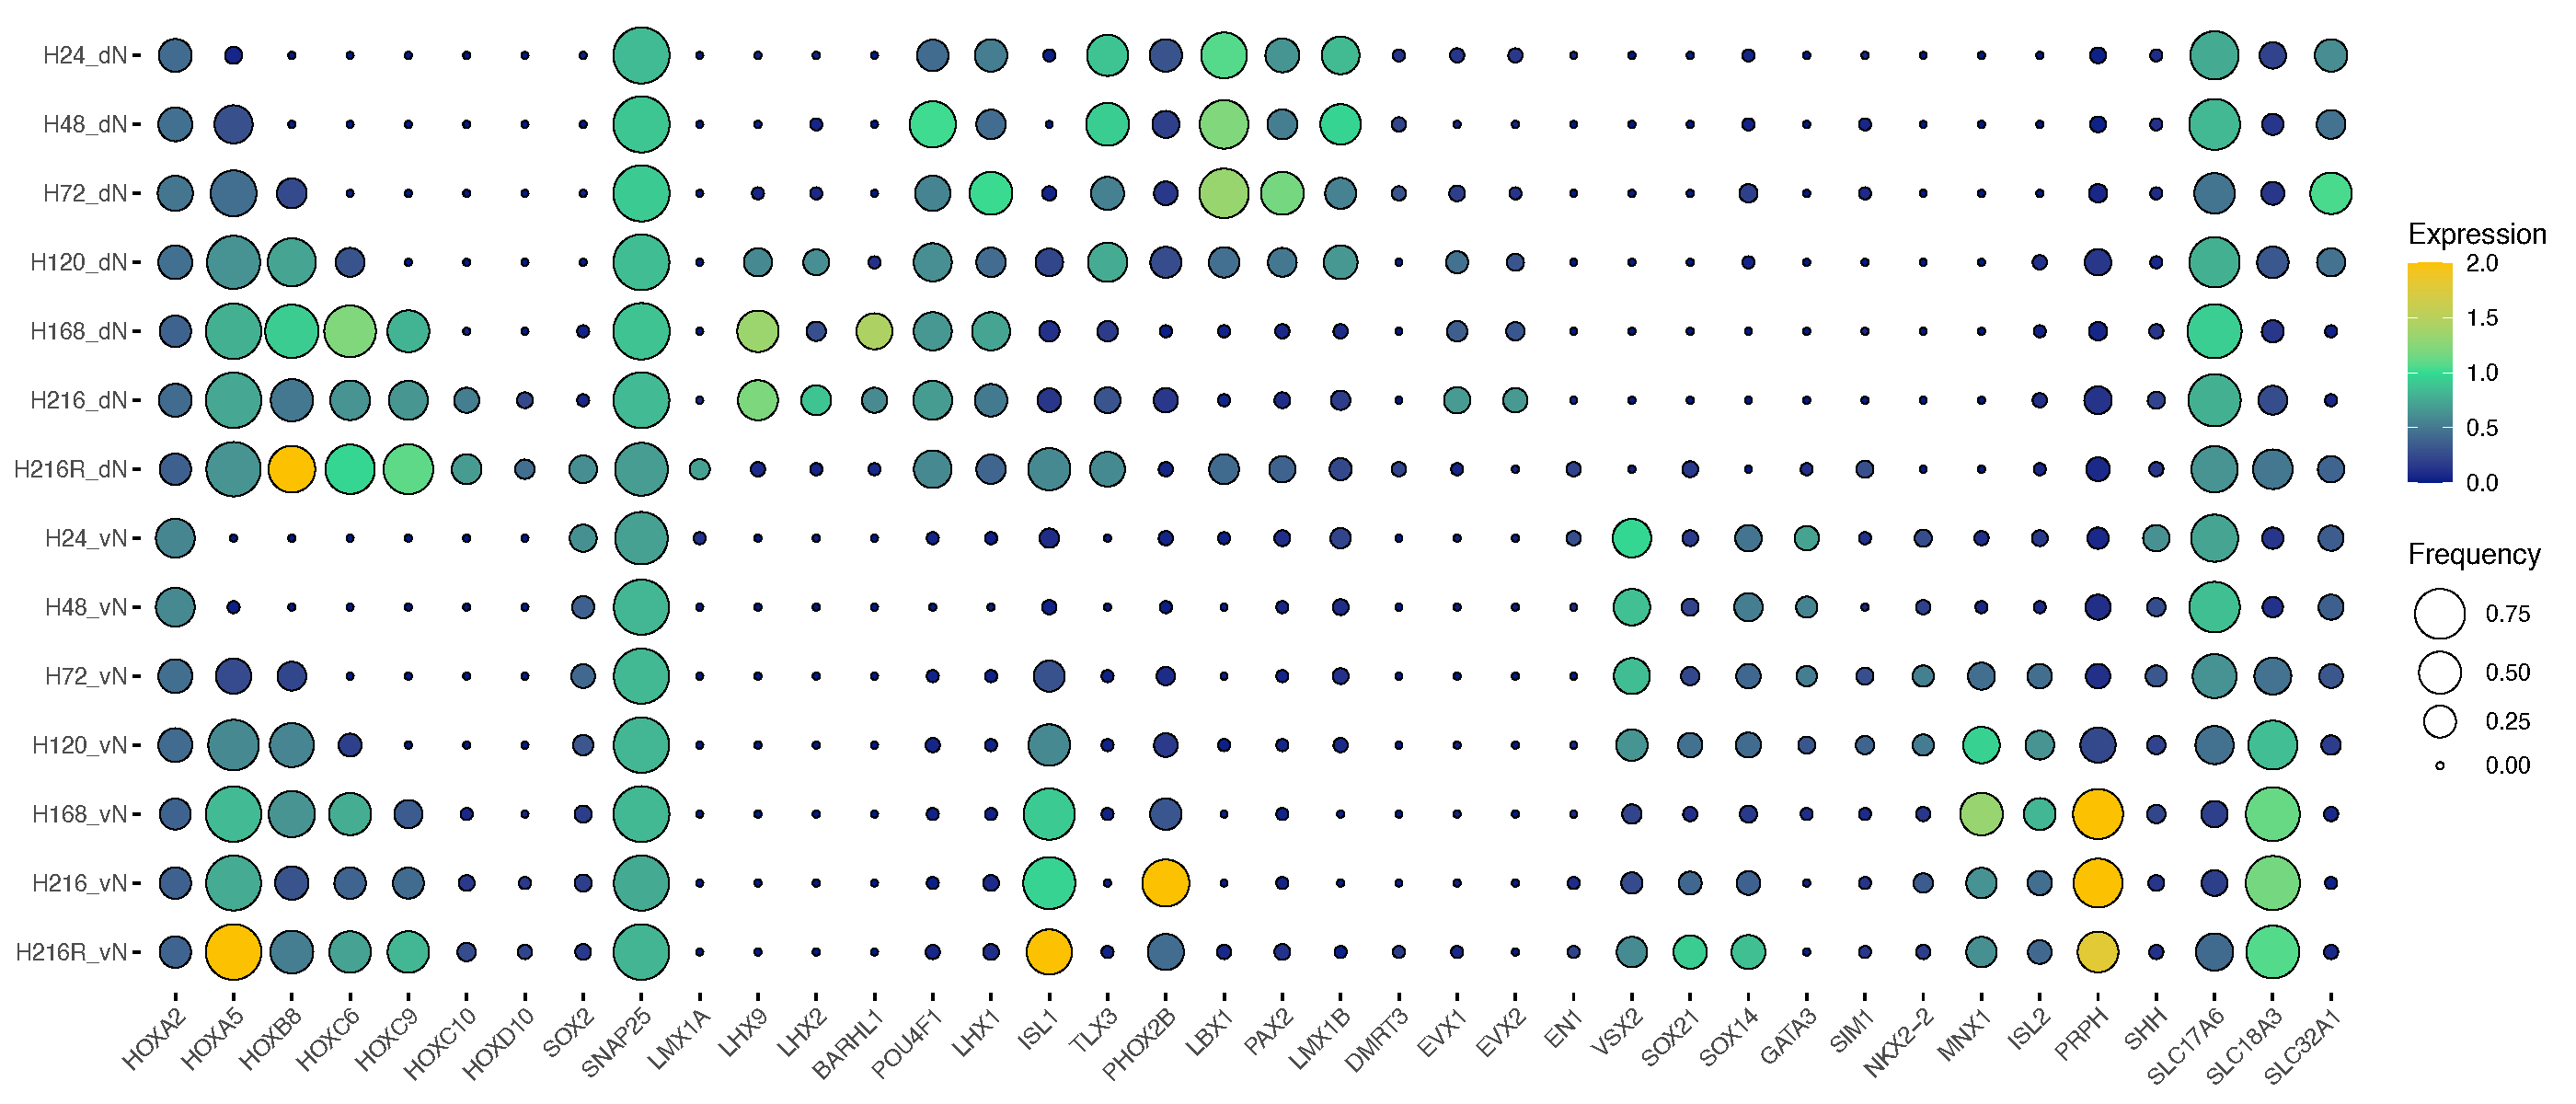 H24_dN
H48_dN
H72_dN
H120_dN
H168_dN
H216_dN
H216R_dN
H24_vN
H48_vN
H72_vN
H120_vN
H168_vN
H216_vN
H216R_vN
HOXA2
HOXA5
HOXB8
HOXC6
HOXC9
HOXC10
HOXD10
SOX2
SNAP25
LMX1A
LHX9
LHX2
BARHL1
POU4F1
LHX1
ISL1
TLX3
PHOX2B
LBX1
PAX2
LMX1B
DMRT3
EVX1
EVX2
EN1
VSX2
SOX21
SOX14
GATA3
SIM1
NKX2-2
MNX1
ISL2
PRPH
SHH
SLC17A6
SLC18A3
SLC32A1
Expression
2.0
1.5
1.0
0.5
0.0
Frequency
0.75
0.50
0.25
0.00